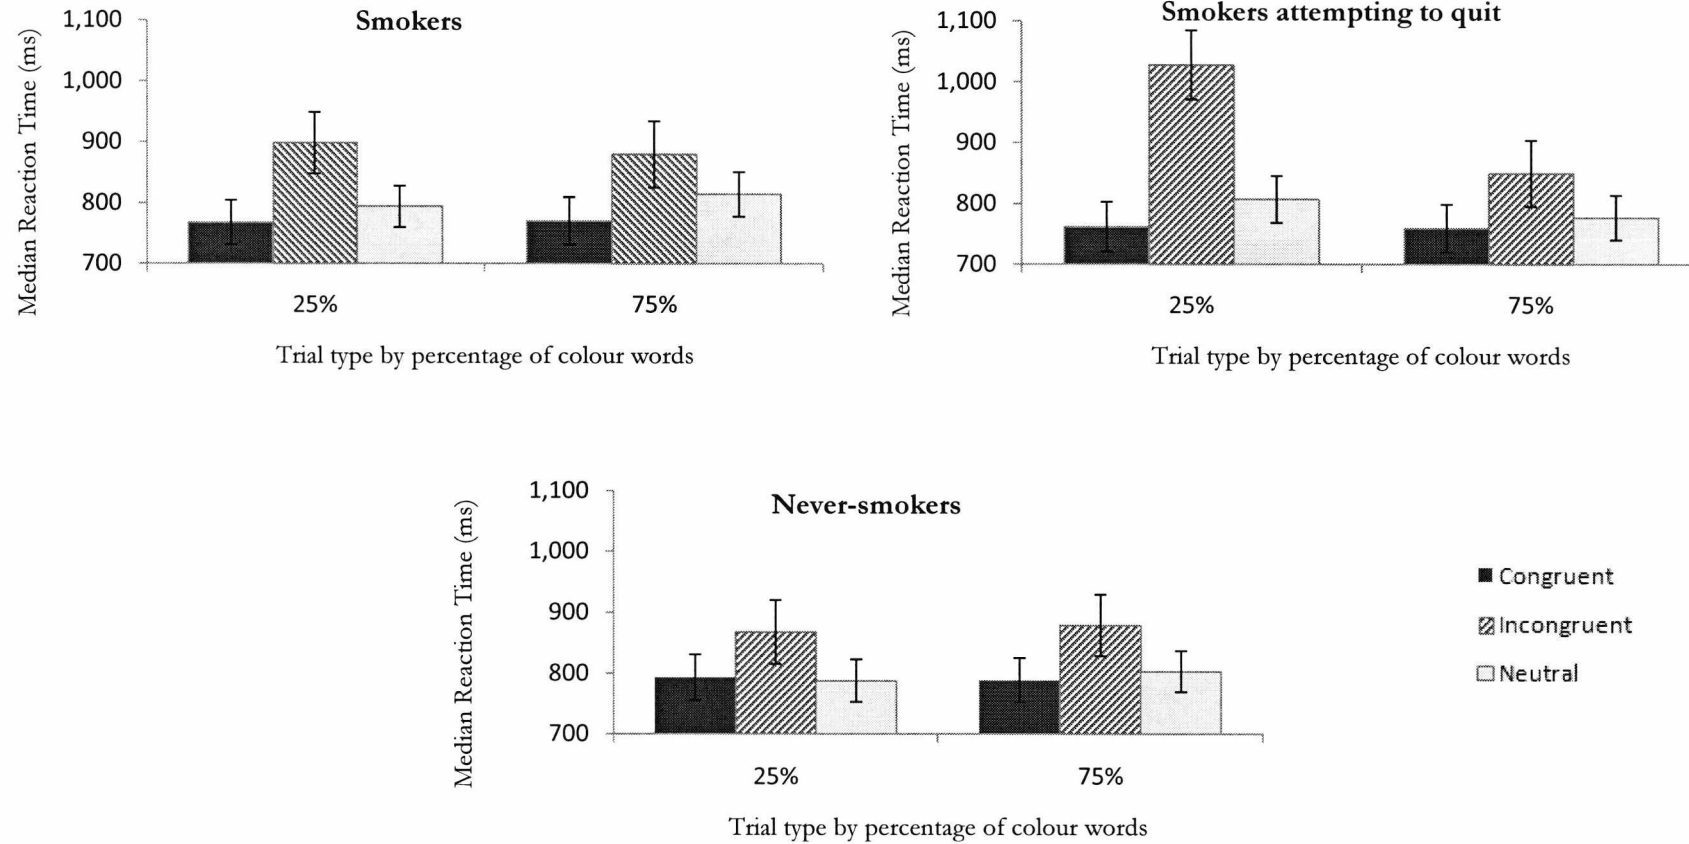 Smokers
Median Reaction Time (ms)
1,100
1,000
900
800
700
25%
75%
Trial type by percentage of colour words
Smokers attempting to quit
Median Reaction Time (ms)
1,100
1,000
900
800
700
25%
75%
Trial type by percentage of colour words
Never-smokers
Median Reaction Time (ms)
1,100
1,000
900
800
700
25%
75%
Trial type by percentage of colour words
Congruent
Incongruent
Neutral